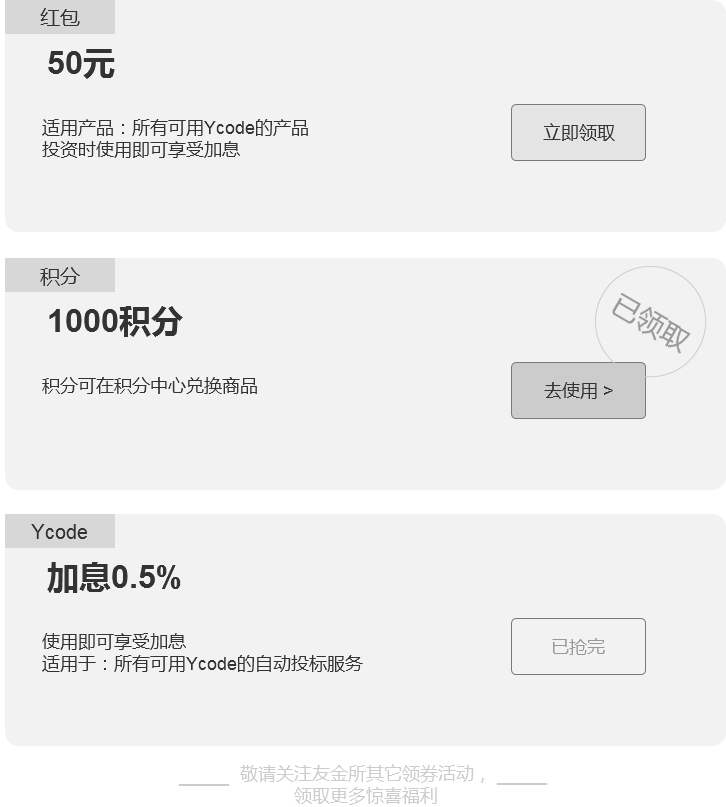 红包
50元
适用产品：所有可用Ycode的产品
投资时使用即可享受加息
立即领取
积分
1000积分
已领取
积分可在积分中心兑换商品
去使用 >
Ycode
加息0.5%
使用即可享受加息
适用于：所有可用Ycode的自动投标服务
已抢完
敬请关注友金所其它领券活动，
领取更多惊喜福利